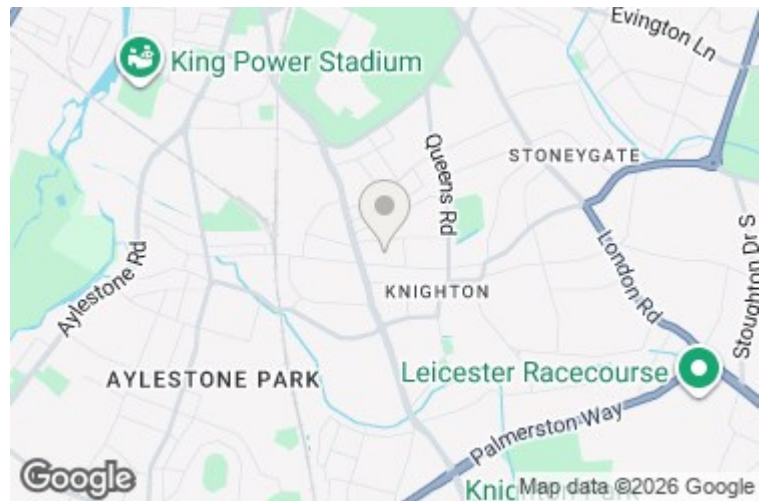 Evington Ln
King Power Stadium
STONEYGATE
Queens Rd
Stoughton Dr S
London Rd
Aylestone Rd
KNIGHTON
AYLESTONE PARK
Leicester Racecourse
Palmerston Way
Google
Map data ©2026 Google